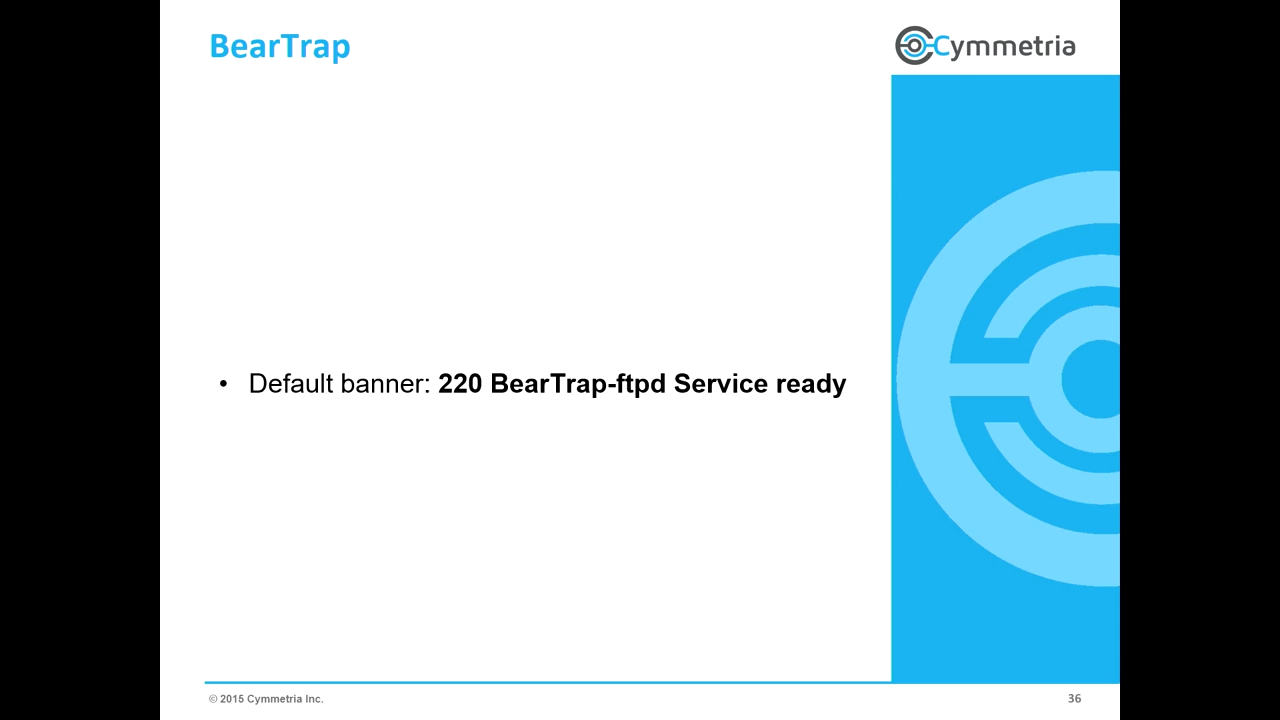 BearTrap
Cymmetria
• Default banner: 220 BearTrap-ftpd Service ready
© 2015 Cymmetria Inc.
36